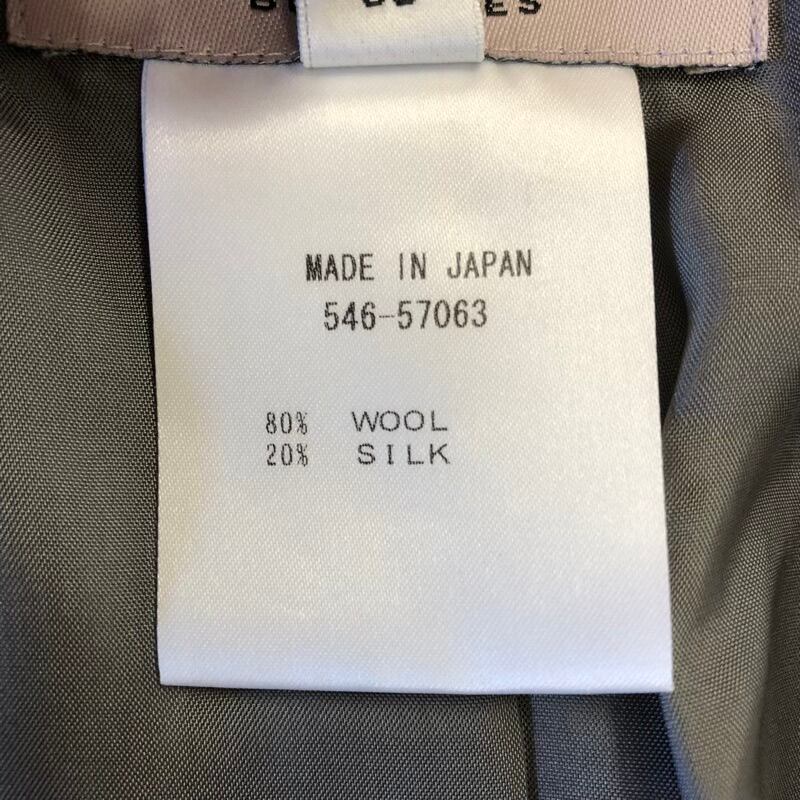 MADE IN JAPAN
546-57063
80% WOOL
20% SILK